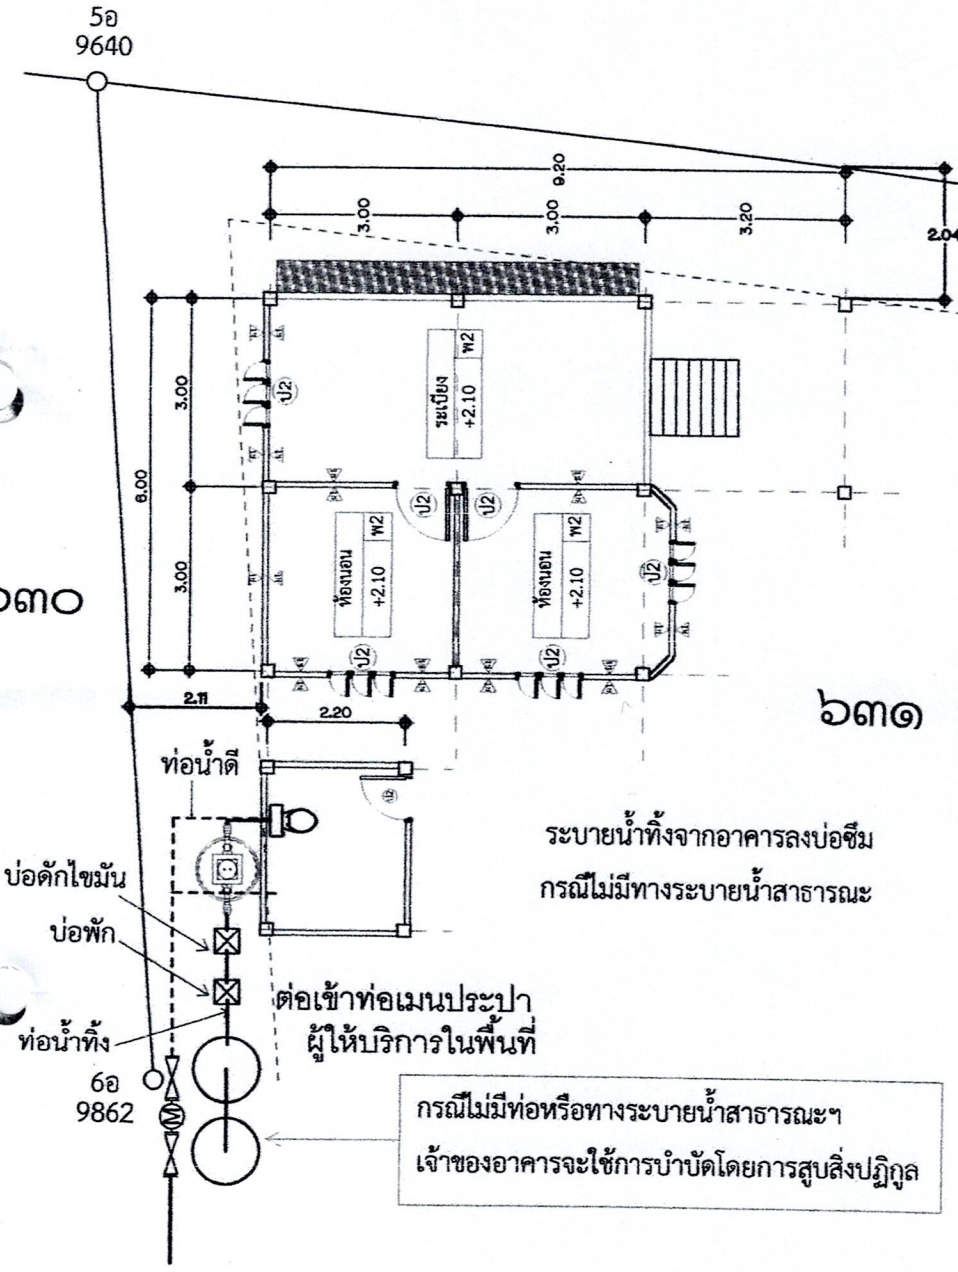 5อ
9640
9.20
3.00
3.00
3.20
2.04
พ2
ระเบียง
+2.10
3.00
ป2
6.00
ป2
ป2
พ2
ห้องนอน
+2.10
พ2
ห้องนอน
+2.10
3.00
ป2
ป2
ป2
๖๓๐
2.11
2.20
๖๓๑
ท่อน้ำดี
ป2
ระบายน้ำทิ้งจากอาคารลงบ่อซึม
กรณีไม่มีทางระบายน้ำสาธารณะ
บ่อดักไขมัน
บ่อพัก
ต่อเข้าท่อเมนประปา
ผู้ให้บริการในพื้นที่
ท่อน้ำทิ้ง
6อ
9862
M
กรณีไม่มีท่อหรือทางระบายน้ำสาธารณะฯ
เจ้าของอาคารจะใช้การบำบัดโดยการสูบสิ่งปฏิกูล